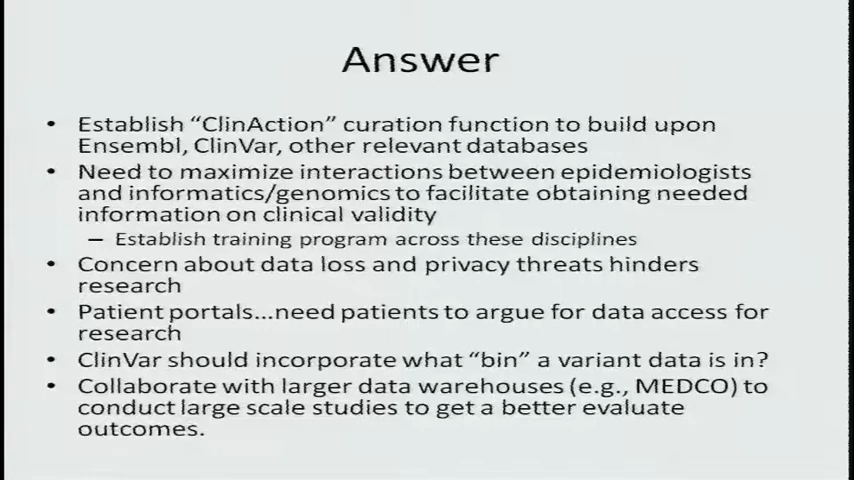 Answer
• Establish “ClinAction” curation function to build upon
Ensembl, ClinVar, other relevant databases
• Need to maximize interactions between epidemiologists
and informatics/genomics to facilitate obtaining needed
information on clinical validity
– Establish training program across these disciplines
• Concern about data loss and privacy threats hinders
research
• Patient portals...need patients to argue for data access for
research
• ClinVar should incorporate what “bin” a variant data is in?
• Collaborate with larger data warehouses (e.g., MEDCO) to
conduct large scale studies to get a better evaluate
outcomes.